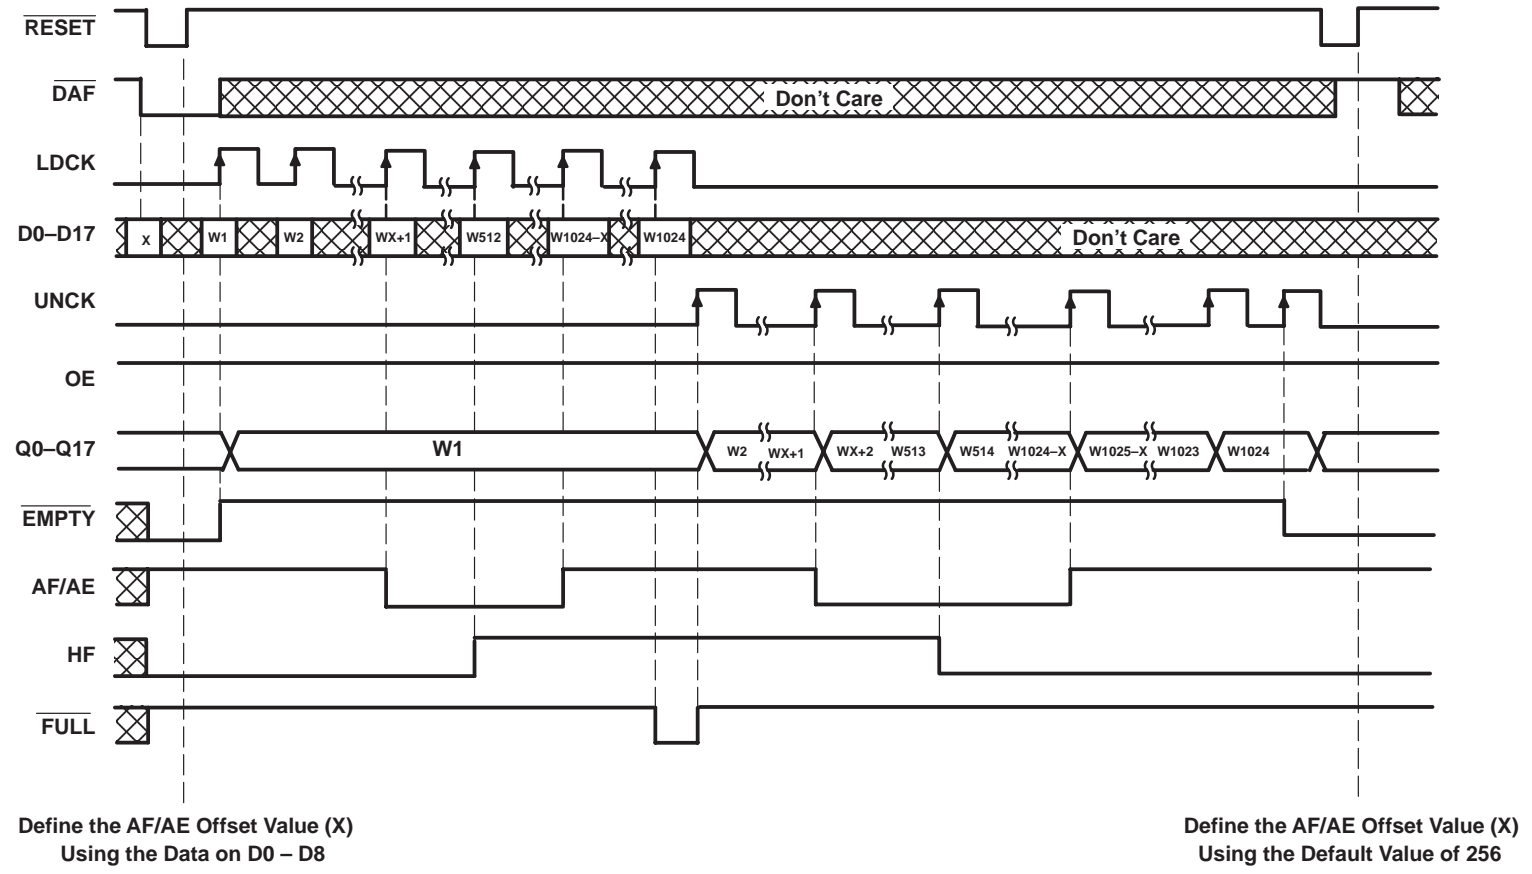 RESET
DAF
Don't Care
LDCK
D0–D17
X
W1
W2
WX+1
W512
W1024–X
W1024
Don't Care
UNCK
OE
Q0–Q17
W1
W2
WX+1
WX+2
W513
W514
W1024–X
W1025–X
W1023
W1024
EMPTY
AF/AE
HF
FULL
Define the AF/AE Offset Value (X)
Using the Data on D0 – D8
Define the AF/AE Offset Value (X)
Using the Default Value of 256